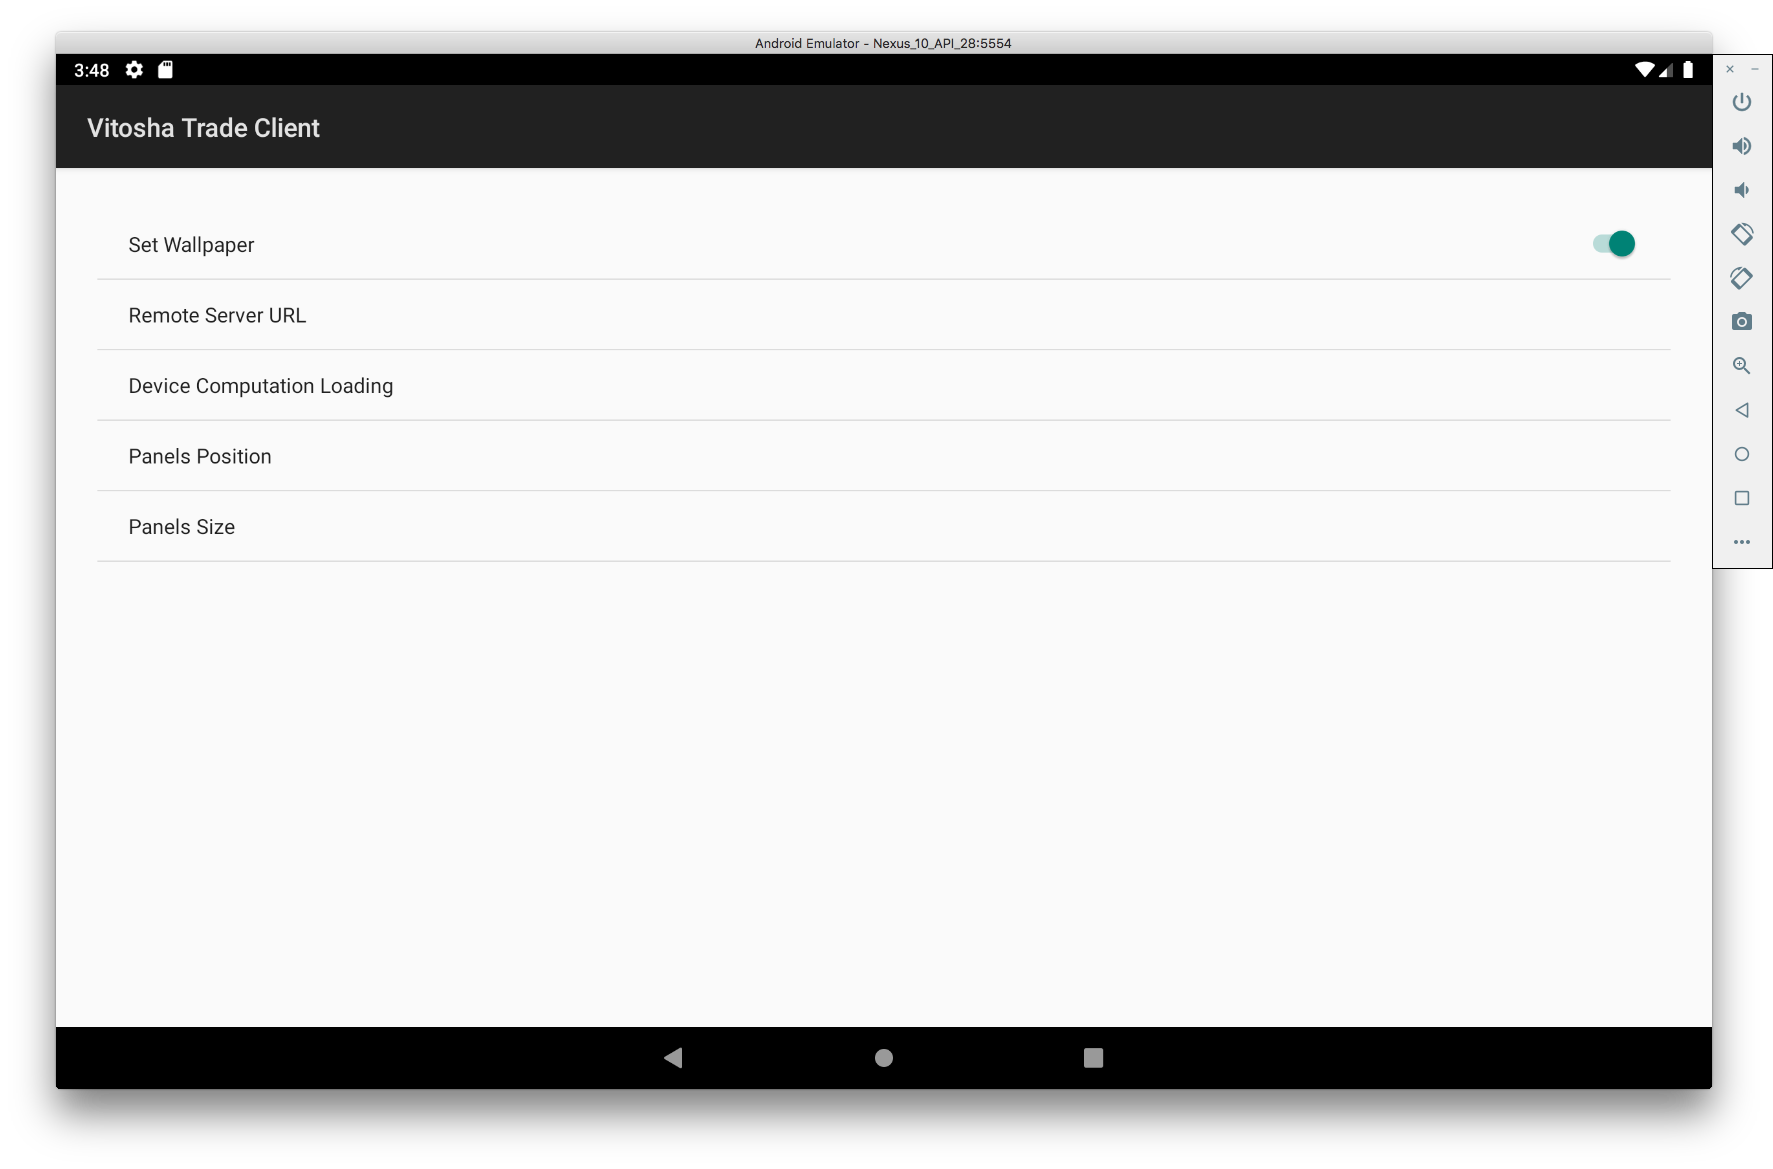 Android Emulator - Nexus_10_API_28:5554
3:48
Vitosha Trade Client
Set Wallpaper
Remote Server URL
Device Computation Loading
Panels Position
Panels Size